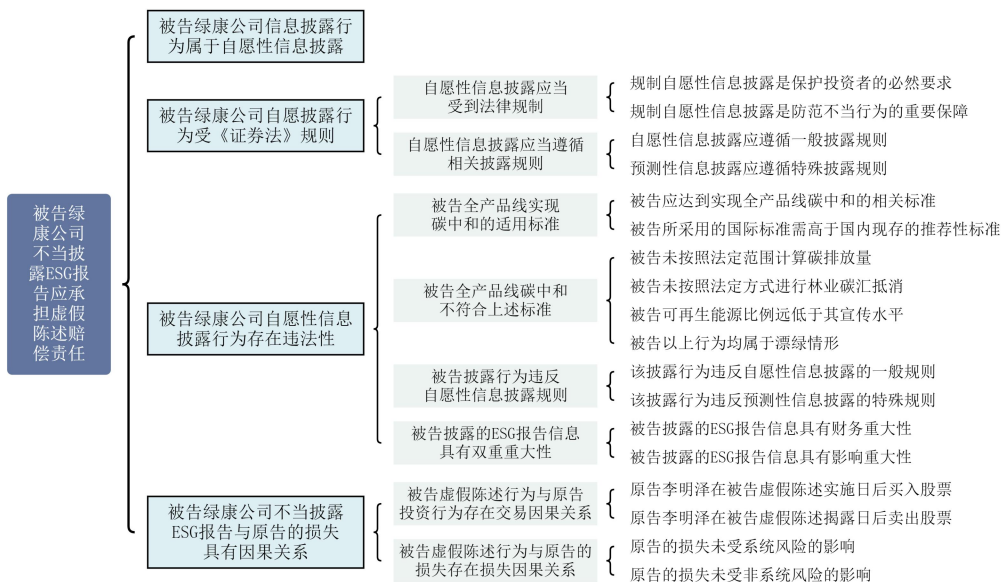 被告绿
康公司
不当披
露ESG报
告应承
担虚假
陈述赔
偿责任
被告绿康公司信息披露行
为属于自愿性信息披露
被告绿康公司自愿披露行
为受《证券法》规则
自愿性信息披露应当
受到法律规制
规制自愿性信息披露是保护投资者的必然要求
规制自愿性信息披露是防范不当行为的重要保障
自愿性信息披露应当遵循
相关披露规则
自愿性信息披露应遵循一般披露规则
预测性信息披露应遵循特殊披露规则
被告绿康公司自愿性信息
披露行为存在违法性
被告全产品线实现
碳中和的适用标准
被告应达到实现全产品线碳中和的相关标准
被告所采用的国际标准需高于国内现存的推荐性标准
被告全产品线碳中和
不符合上述标准
被告未按照法定范围计算碳排放量
被告未按照法定方式进行林业碳汇抵消
被告可再生能源比例远低于其宣传水平
被告以上行为均属于漂绿情形
被告披露行为违反
自愿性信息披露规则
该披露行为违反自愿性信息披露的一般规则
该披露行为违反预测性信息披露的特殊规则
被告披露的ESG报告信息
具有双重重大性
被告披露的ESG报告信息具有财务重大性
被告披露的ESG报告信息具有影响重大性
被告绿康公司不当披露
ESG报告与原告的损失
具有因果关系
被告虚假陈述行为与原告
投资行为存在交易因果关系
原告李明泽在被告虚假陈述实施日后买入股票
原告李明泽在被告虚假陈述揭露日后卖出股票
被告虚假陈述行为与原告的
损失存在损失因果关系
原告的损失未受系统风险的影响
原告的损失未受非系统风险的影响